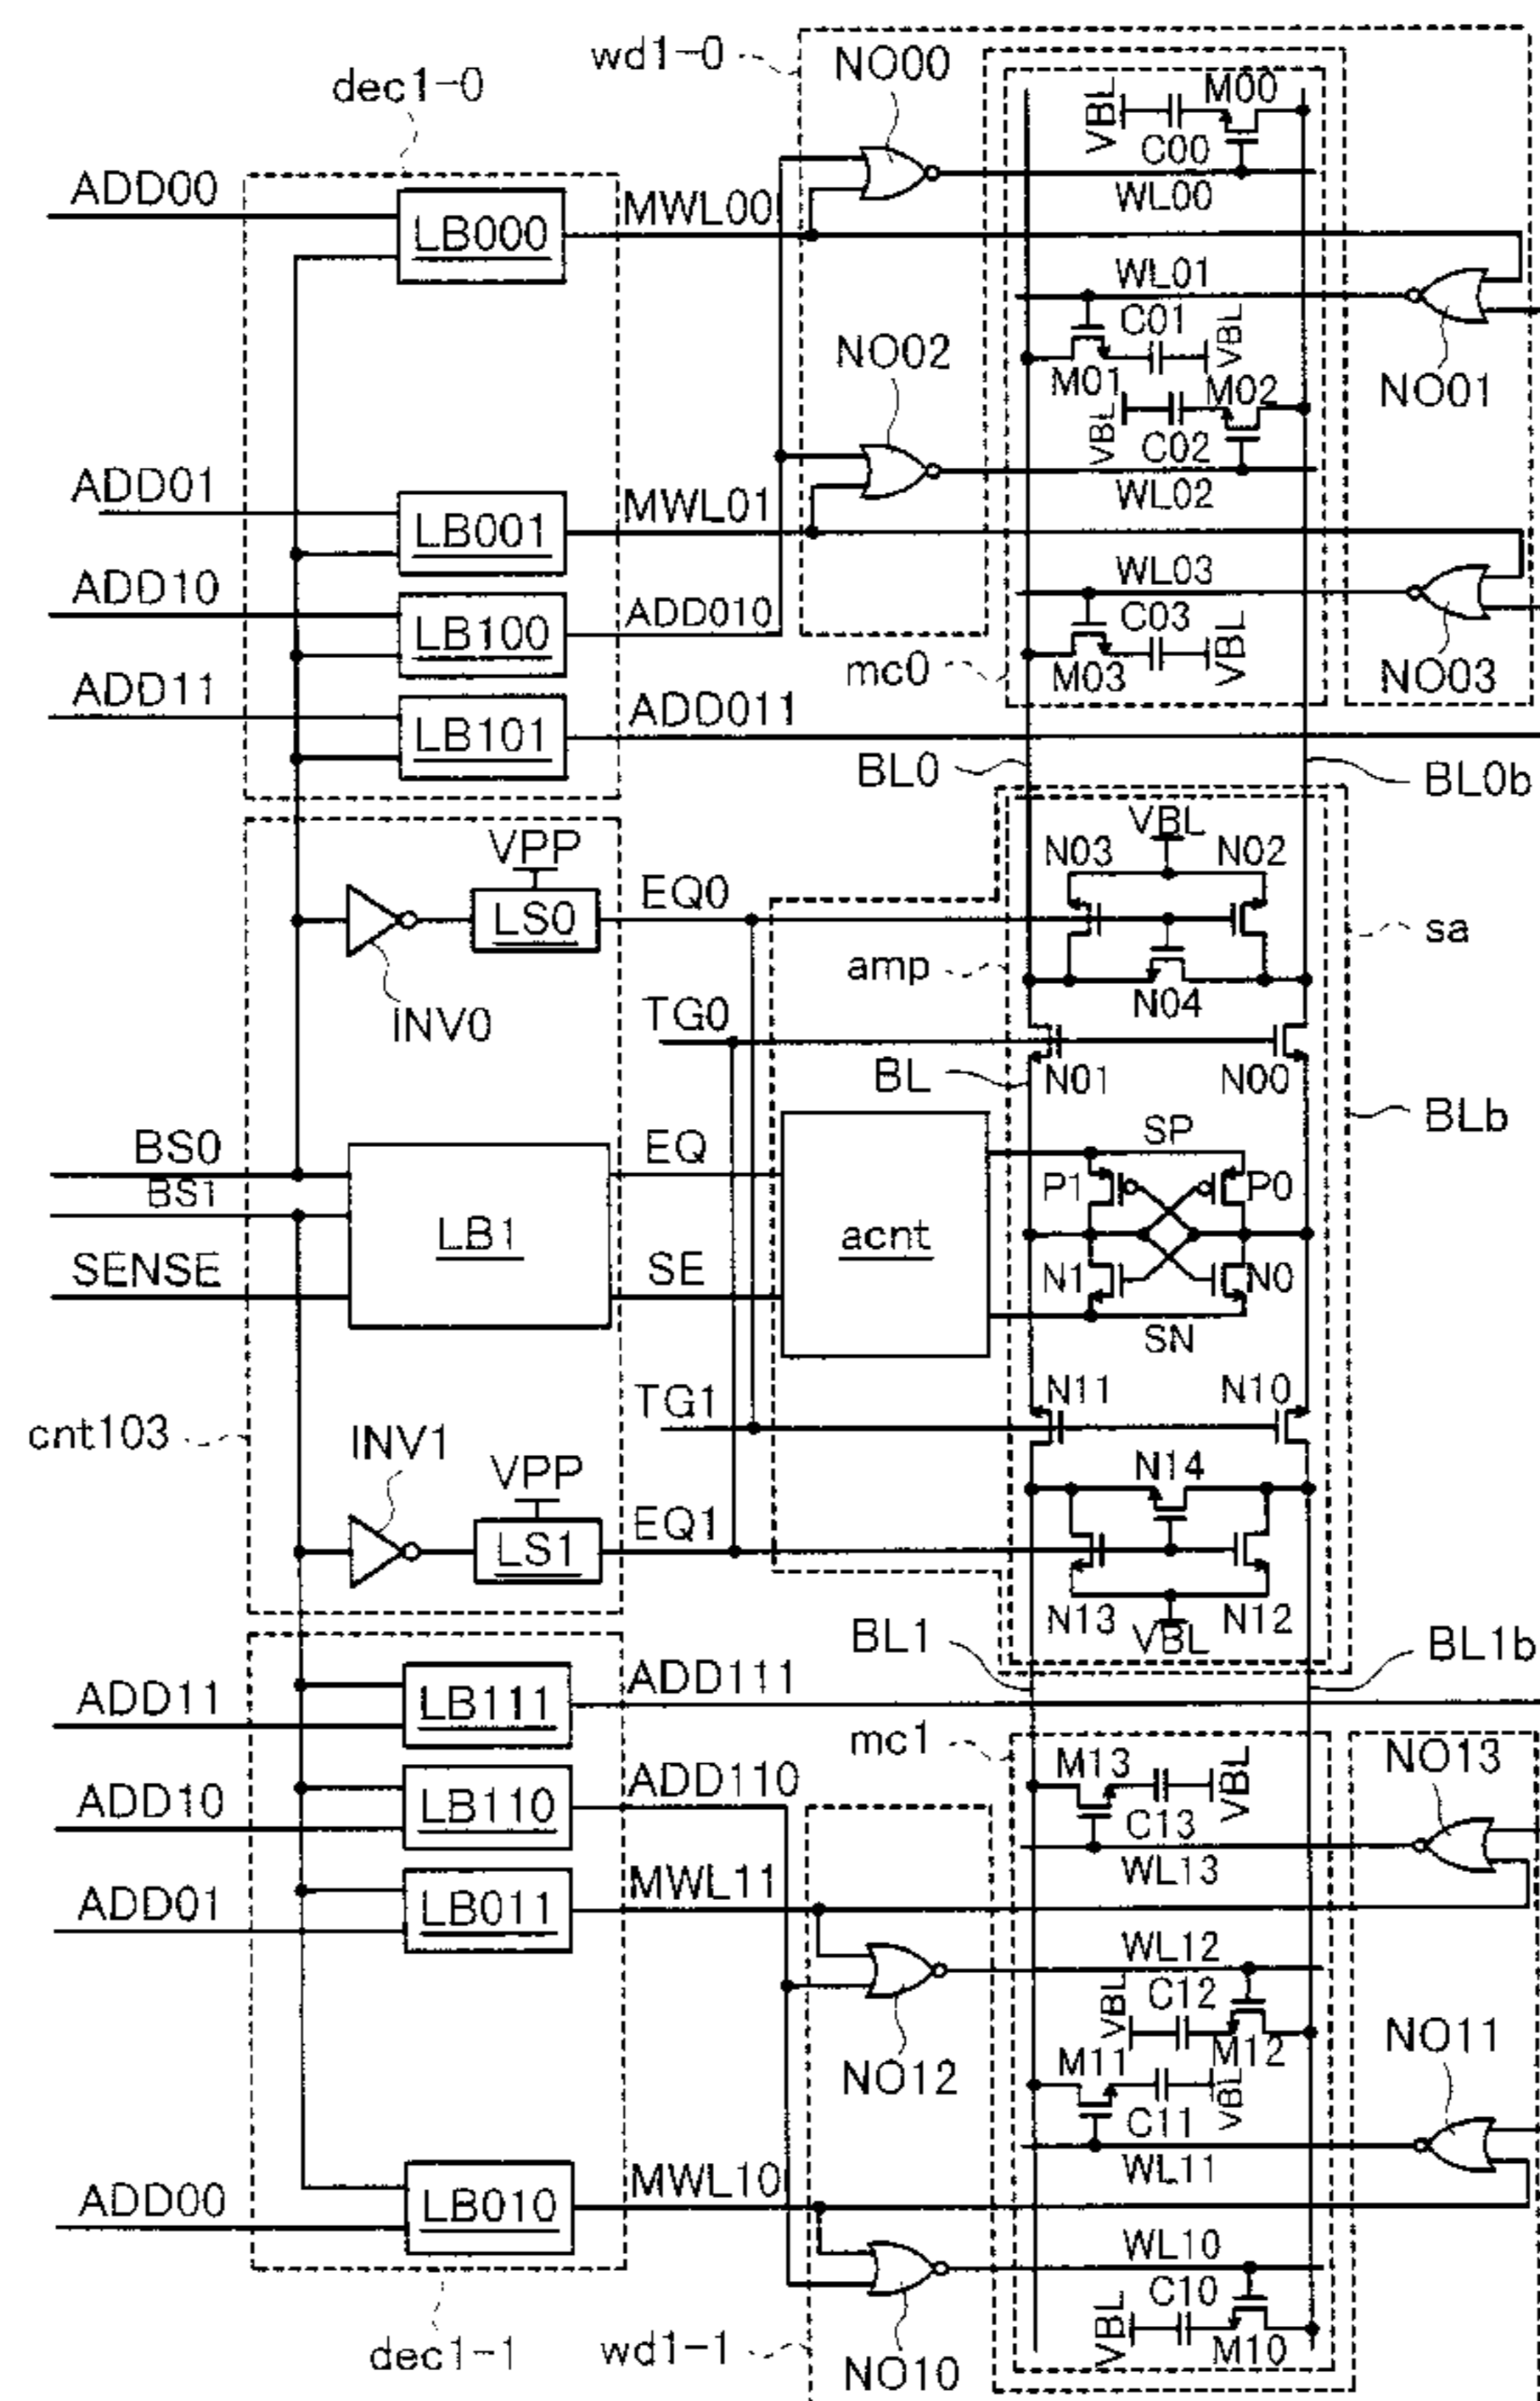 wd1-0
NO00
dec1-0
VBL
M00
C00
ADD00
LB000
MWL00
WL00
WL01
C01
VBL
NO02
M01
M02
NO01
VBL
C02
ADD01
LB001
MWL01
WL02
WL03
ADD10
LB100
ADD010
C03
VBL
mc0
M03
NO03
ADD11
LB101
ADD011
BL0
BL0b
VPP
VBL
N03
N02
EQ0
LS0
sa
amp
N04
INV0
TG0
BL
N01
N00
BLb
SP
BS0
EQ
BS1
P1
P0
LB1
acnt
SENSE
SE
N1
N0
SN
TG1
N11
N10
cnt103
INV1
VPP
N14
EQ1
LS1
N13
N12
VBL
BL1
BL1b
ADD111
ADD11
LB111
mc1
M13
VBL
NO13
ADD10
LB110
ADD110
C13
WL13
MWL11
ADD01
LB011
WL12
VBL
C12
M12
NO12
M11
VBL
NO11
C11
WL11
ADD00
LB010
MWL10
WL10
C10
VBL
M10
dec1-1
wd1-1
NO10